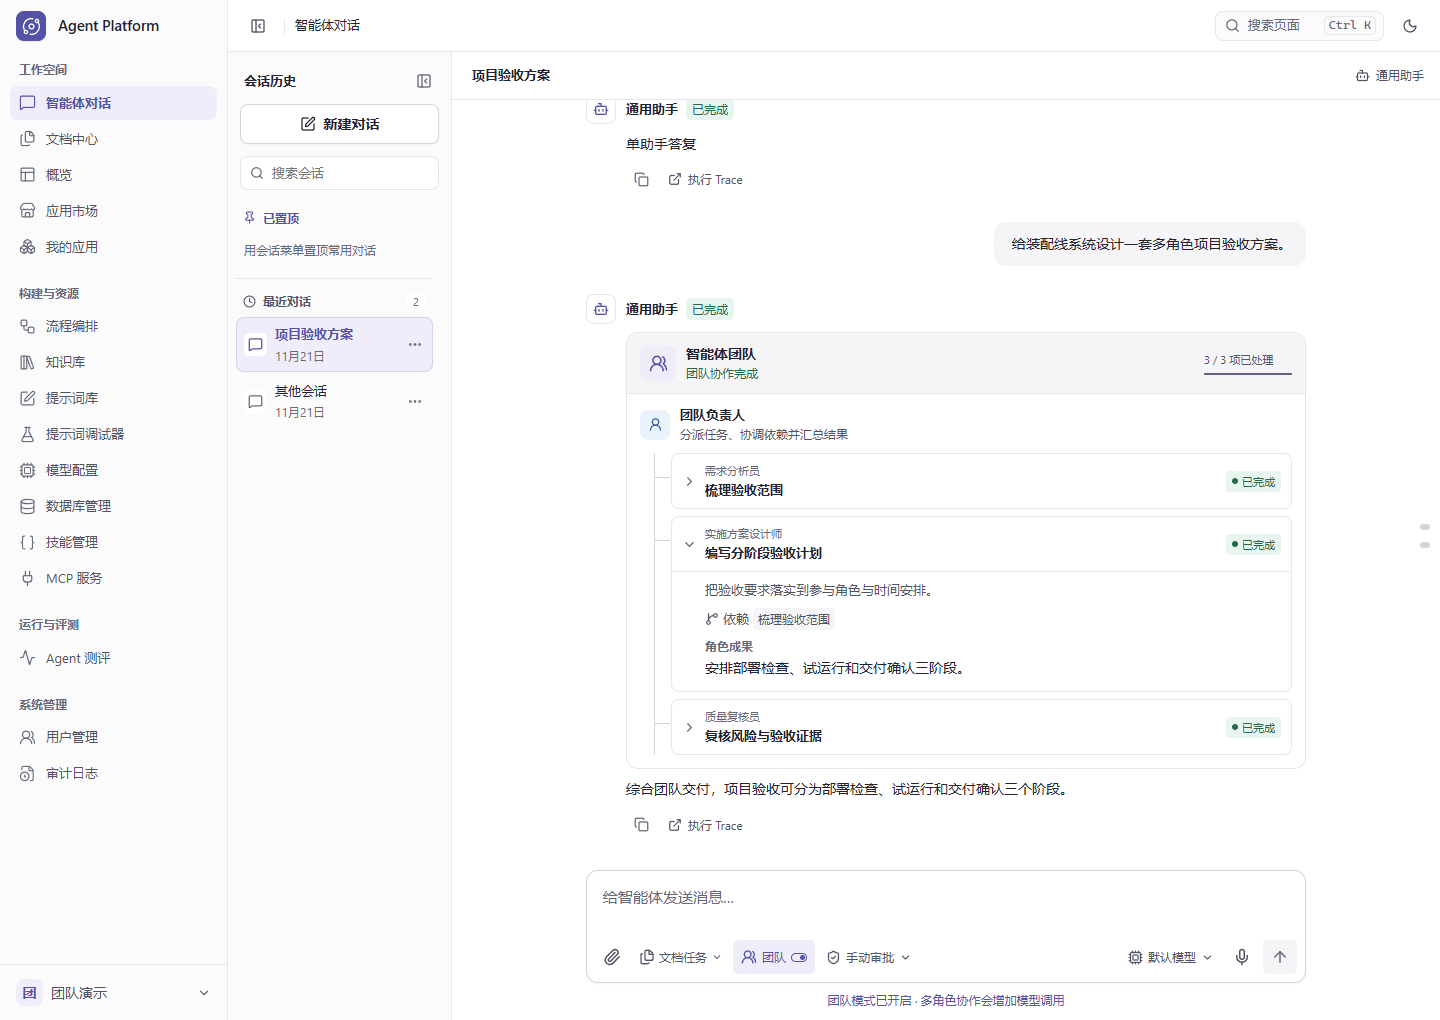 Agent Platform
工作空间
智能体对话
文档中心
概览
应用市场
我的应用
构建与资源
流程编排
知识库
提示词库
提示词调试器
模型配置
数据库管理
技能管理
MCP 服务
运行与评测
Agent 测评
系统管理
用户管理
审计日志
团
团队演示
智能体对话
搜索页面
Ctrl K
会话历史
新建对话
搜索会话
已置顶
用会话菜单置顶常用对话
最近对话
2
项目验收方案
11月21日
其他会话
11月21日
项目验收方案
通用助手
通用助手
已完成
单助手答复
执行 Trace
给装配线系统设计一套多角色项目验收方案。
通用助手
已完成
智能体团队
团队协作完成
3 / 3 项已处理
团队负责人
分派任务、协调依赖并汇总结果
需求分析员
梳理验收范围
已完成
实施方案设计师
编写分阶段验收计划
已完成
把验收要求落实到参与角色与时间安排。
依赖 梳理验收范围
角色成果
安排部署检查、试运行和交付确认三阶段。
质量复核员
复核风险与验收证据
已完成
综合团队交付，项目验收可分为部署检查、试运行和交付确认三个阶段。
执行 Trace
给智能体发送消息...
文档任务
团队
手动审批
默认模型
团队模式已开启 · 多角色协作会增加模型调用